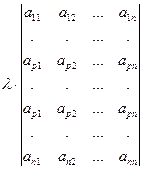 a₁₁ a₁₂ ... a₁ₙ
. . ... .
aₚ₁ aₚ₂ ... aₚₙ
λ· . . ... .
aₚ₁ aₚ₂ ... aₚₙ
. . ... .
aₙ₁ aₙ₂ ... aₙₙ